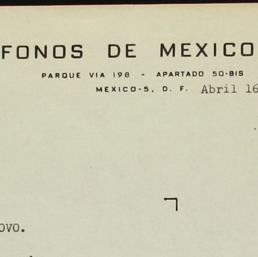 FONOS DE MEXICO
PARQUE VIA 198 - APARTADO 50-BIS
MEXICO-5, D. F. Abril 16
ovo.